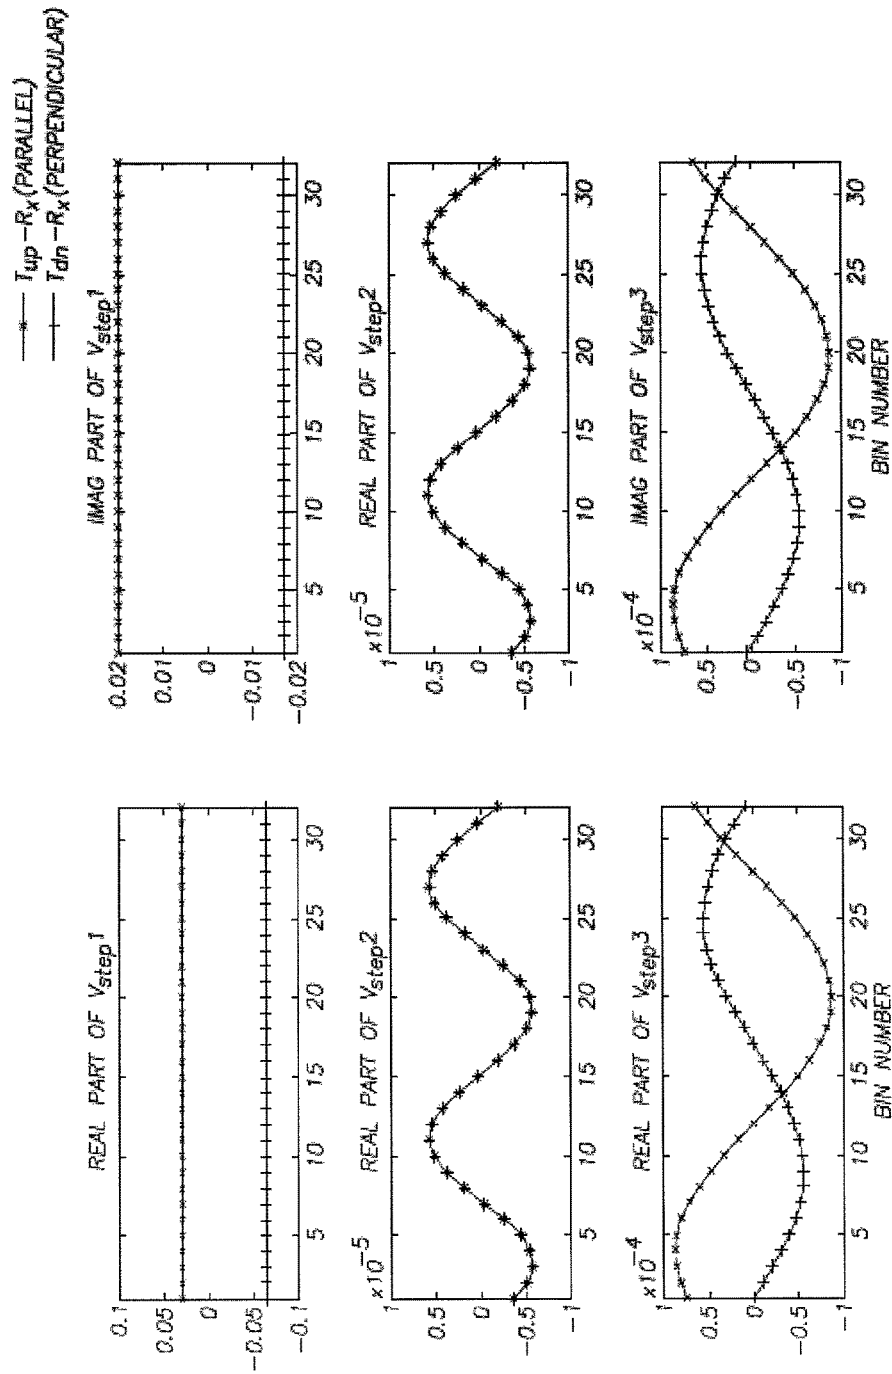 T_up-R_x(PARALLEL)
T_dn-R_x(PERPENDICULAR)
REAL PART OF V_step1
0.1
0.05
0
-0.05
-0.1
5 10 15 20 25 30
IMAG PART OF V_step1
0.02
0.01
0
-0.01
-0.02
5 10 15 20 25 30
REAL PART OF V_step2
x10^-5
1
0.5
0
-0.5
-1
5 10 15 20 25 30
REAL PART OF V_step2
x10^-5
1
0.5
0
-0.5
-1
5 10 15 20 25 30
REAL PART OF V_step3
x10^-4
1
0.5
0
-0.5
-1
5 10 15 20 25 30
BIN NUMBER
IMAG PART OF V_step3
x10^-4
1
0.5
0
-0.5
-1
5 10 15 20 25 30
BIN NUMBER